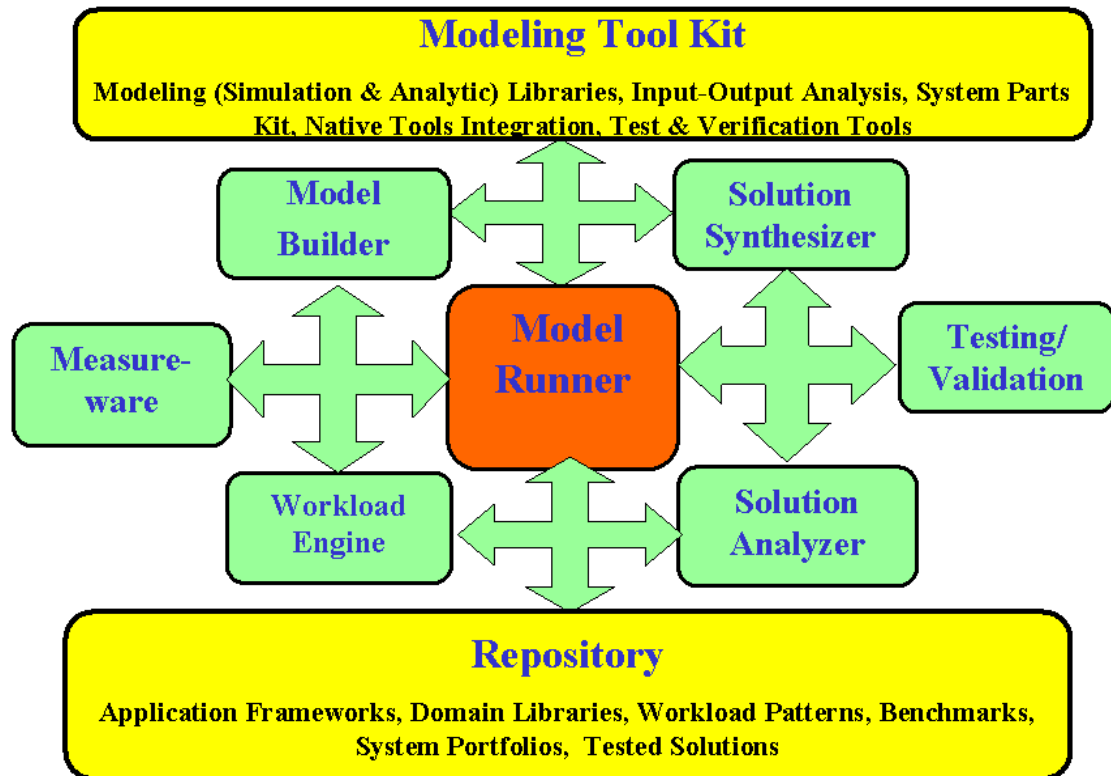 Modeling Tool Kit
Modeling (Simulation & Analytic) Libraries, Input-Output Analysis, System Parts
Kit, Native Tools Integration, Test & Verification Tools
Model
Builder
Solution
Synthesizer
Measure-
ware
Model
Runner
Testing/
Validation
Workload
Engine
Solution
Analyzer
Repository
Application Frameworks, Domain Libraries, Workload Patterns, Benchmarks,
System Portfolios, Tested Solutions